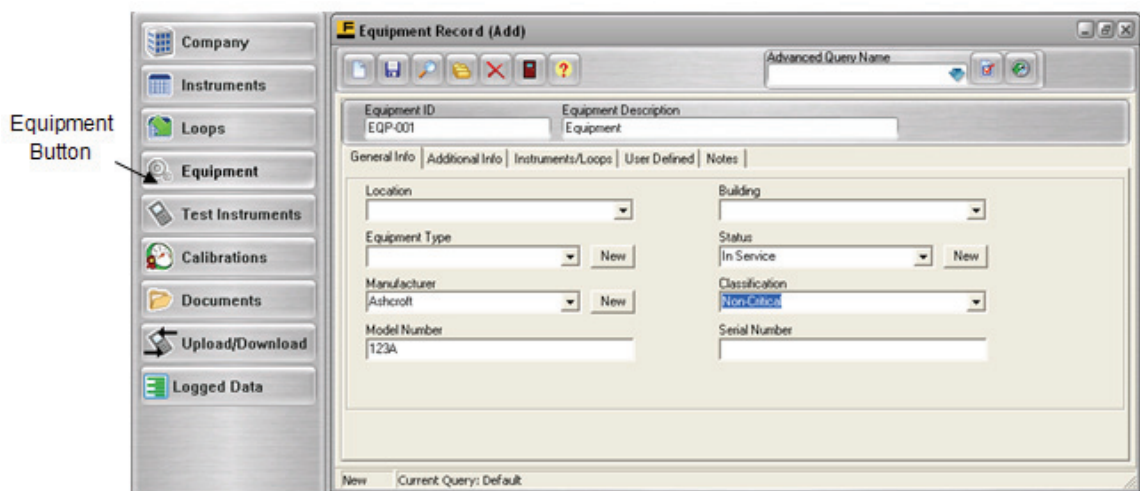 Equipment
Button
Company
Instruments
Loops
Equipment
Test Instruments
Calibrations
Documents
Upload/Download
Logged Data
Equipment Record (Add)
Advanced Query Name
Equipment ID Equipment Description
EQP-001 Equipment
General Info Additional Info Instruments/Loops User Defined Notes
Location Building
Equipment Type Status
New In Service New
Manufacturer Classification
Ashcroft New Non-Critical
Model Number Serial Number
123A
New Current Query: Default